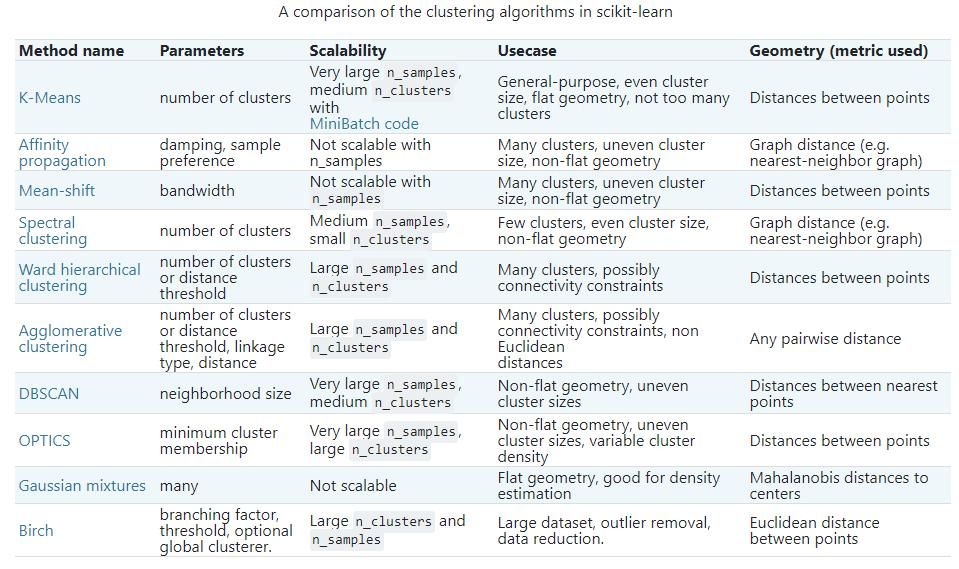 A comparison of the clustering algorithms in scikit-learn
Method name Parameters Scalability Usecase Geometry (metric used)
K-Means
number of clusters
Very large n_samples,
medium n_clusters
with
MiniBatch code
General-purpose, even cluster
size, flat geometry, not too many
clusters
Distances between points
Affinity
propagation
damping, sample
preference
Not scalable with
n_samples
Many clusters, uneven cluster
size, non-flat geometry
Graph distance (e.g.
nearest-neighbor graph)
Mean-shift
bandwidth
Not scalable with
n_samples
Many clusters, uneven cluster
size, non-flat geometry
Distances between points
Spectral
clustering
number of clusters
Medium n_samples,
small n_clusters
Few clusters, even cluster size,
non-flat geometry
Graph distance (e.g.
nearest-neighbor graph)
Ward hierarchical
clustering
number of clusters
or distance
threshold
Large n_samples and
n_clusters
Many clusters, possibly
connectivity constraints
Distances between points
Agglomerative
clustering
number of clusters
or distance
threshold, linkage
type, distance
Large n_samples and
n_clusters
Many clusters, possibly
connectivity constraints, non
Euclidean
distances
Any pairwise distance
DBSCAN
neighborhood size
Very large n_samples,
medium n_clusters
Non-flat geometry, uneven
cluster sizes
Distances between nearest
points
OPTICS
minimum cluster
membership
Very large n_samples,
large n_clusters
Non-flat geometry, uneven
cluster sizes, variable cluster
density
Distances between points
Gaussian mixtures
many
Not scalable
Flat geometry, good for density
estimation
Mahalanobis distances to
centers
Birch
branching factor,
threshold, optional
global clusterer.
Large n_clusters and
n_samples
Large dataset, outlier removal,
data reduction.
Euclidean distance
between points